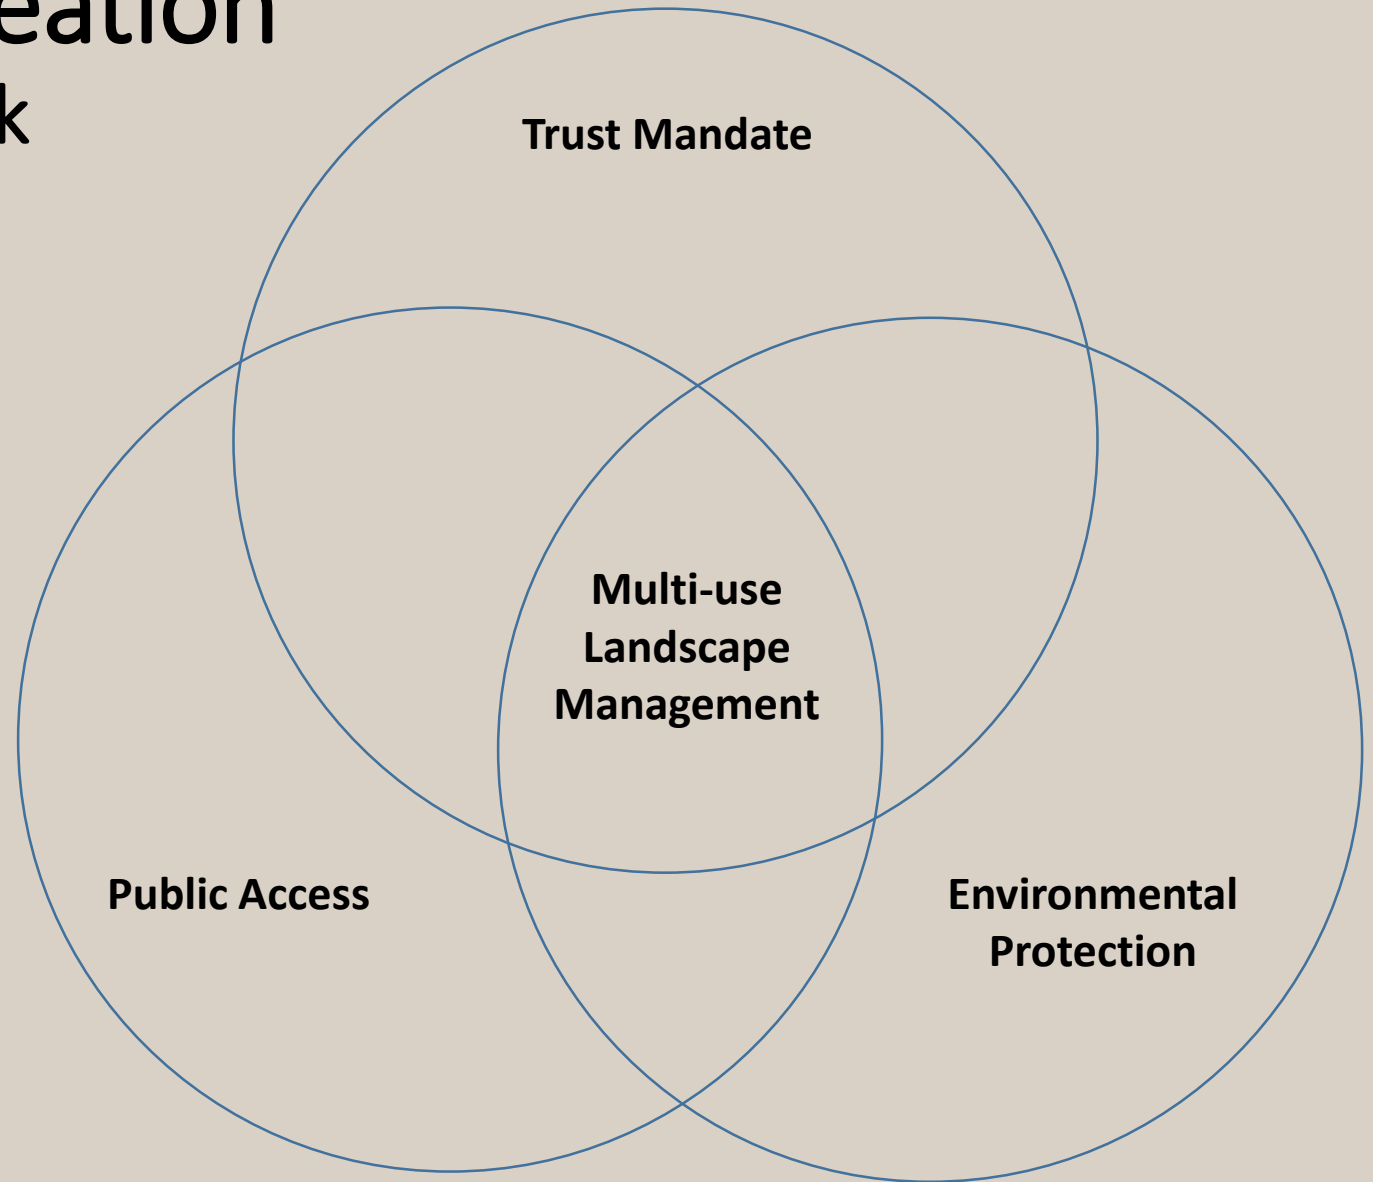 eation
k
Trust Mandate
Multi-use
Landscape
Management
Public Access
Environmental
Protection